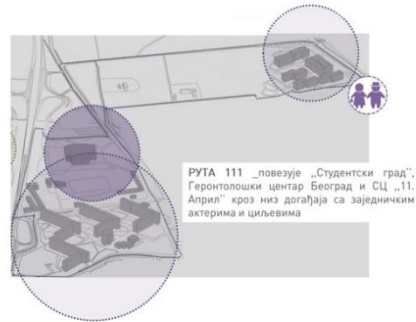 РУТА 111 _повезује ,,Студентски град'',
Геронтолошки центар Београд и СЦ ,,11.
Април'' кроз низ догађаја са заједничким
актерима и циљевима